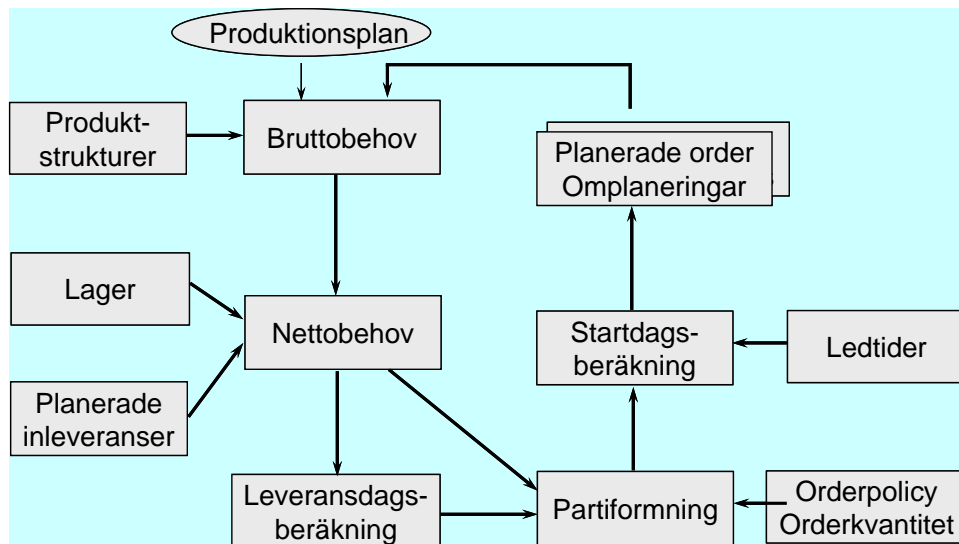 Produktionsplan
Produkt-
strukturer
Bruttobehov
Planerade order
Omplaneringar
Lager
Nettobehov
Startdags-
beräkning
Ledtider
Planerade
inleveranser
Leveransdags-
beräkning
Partiformning
Orderpolicy
Orderkvantitet